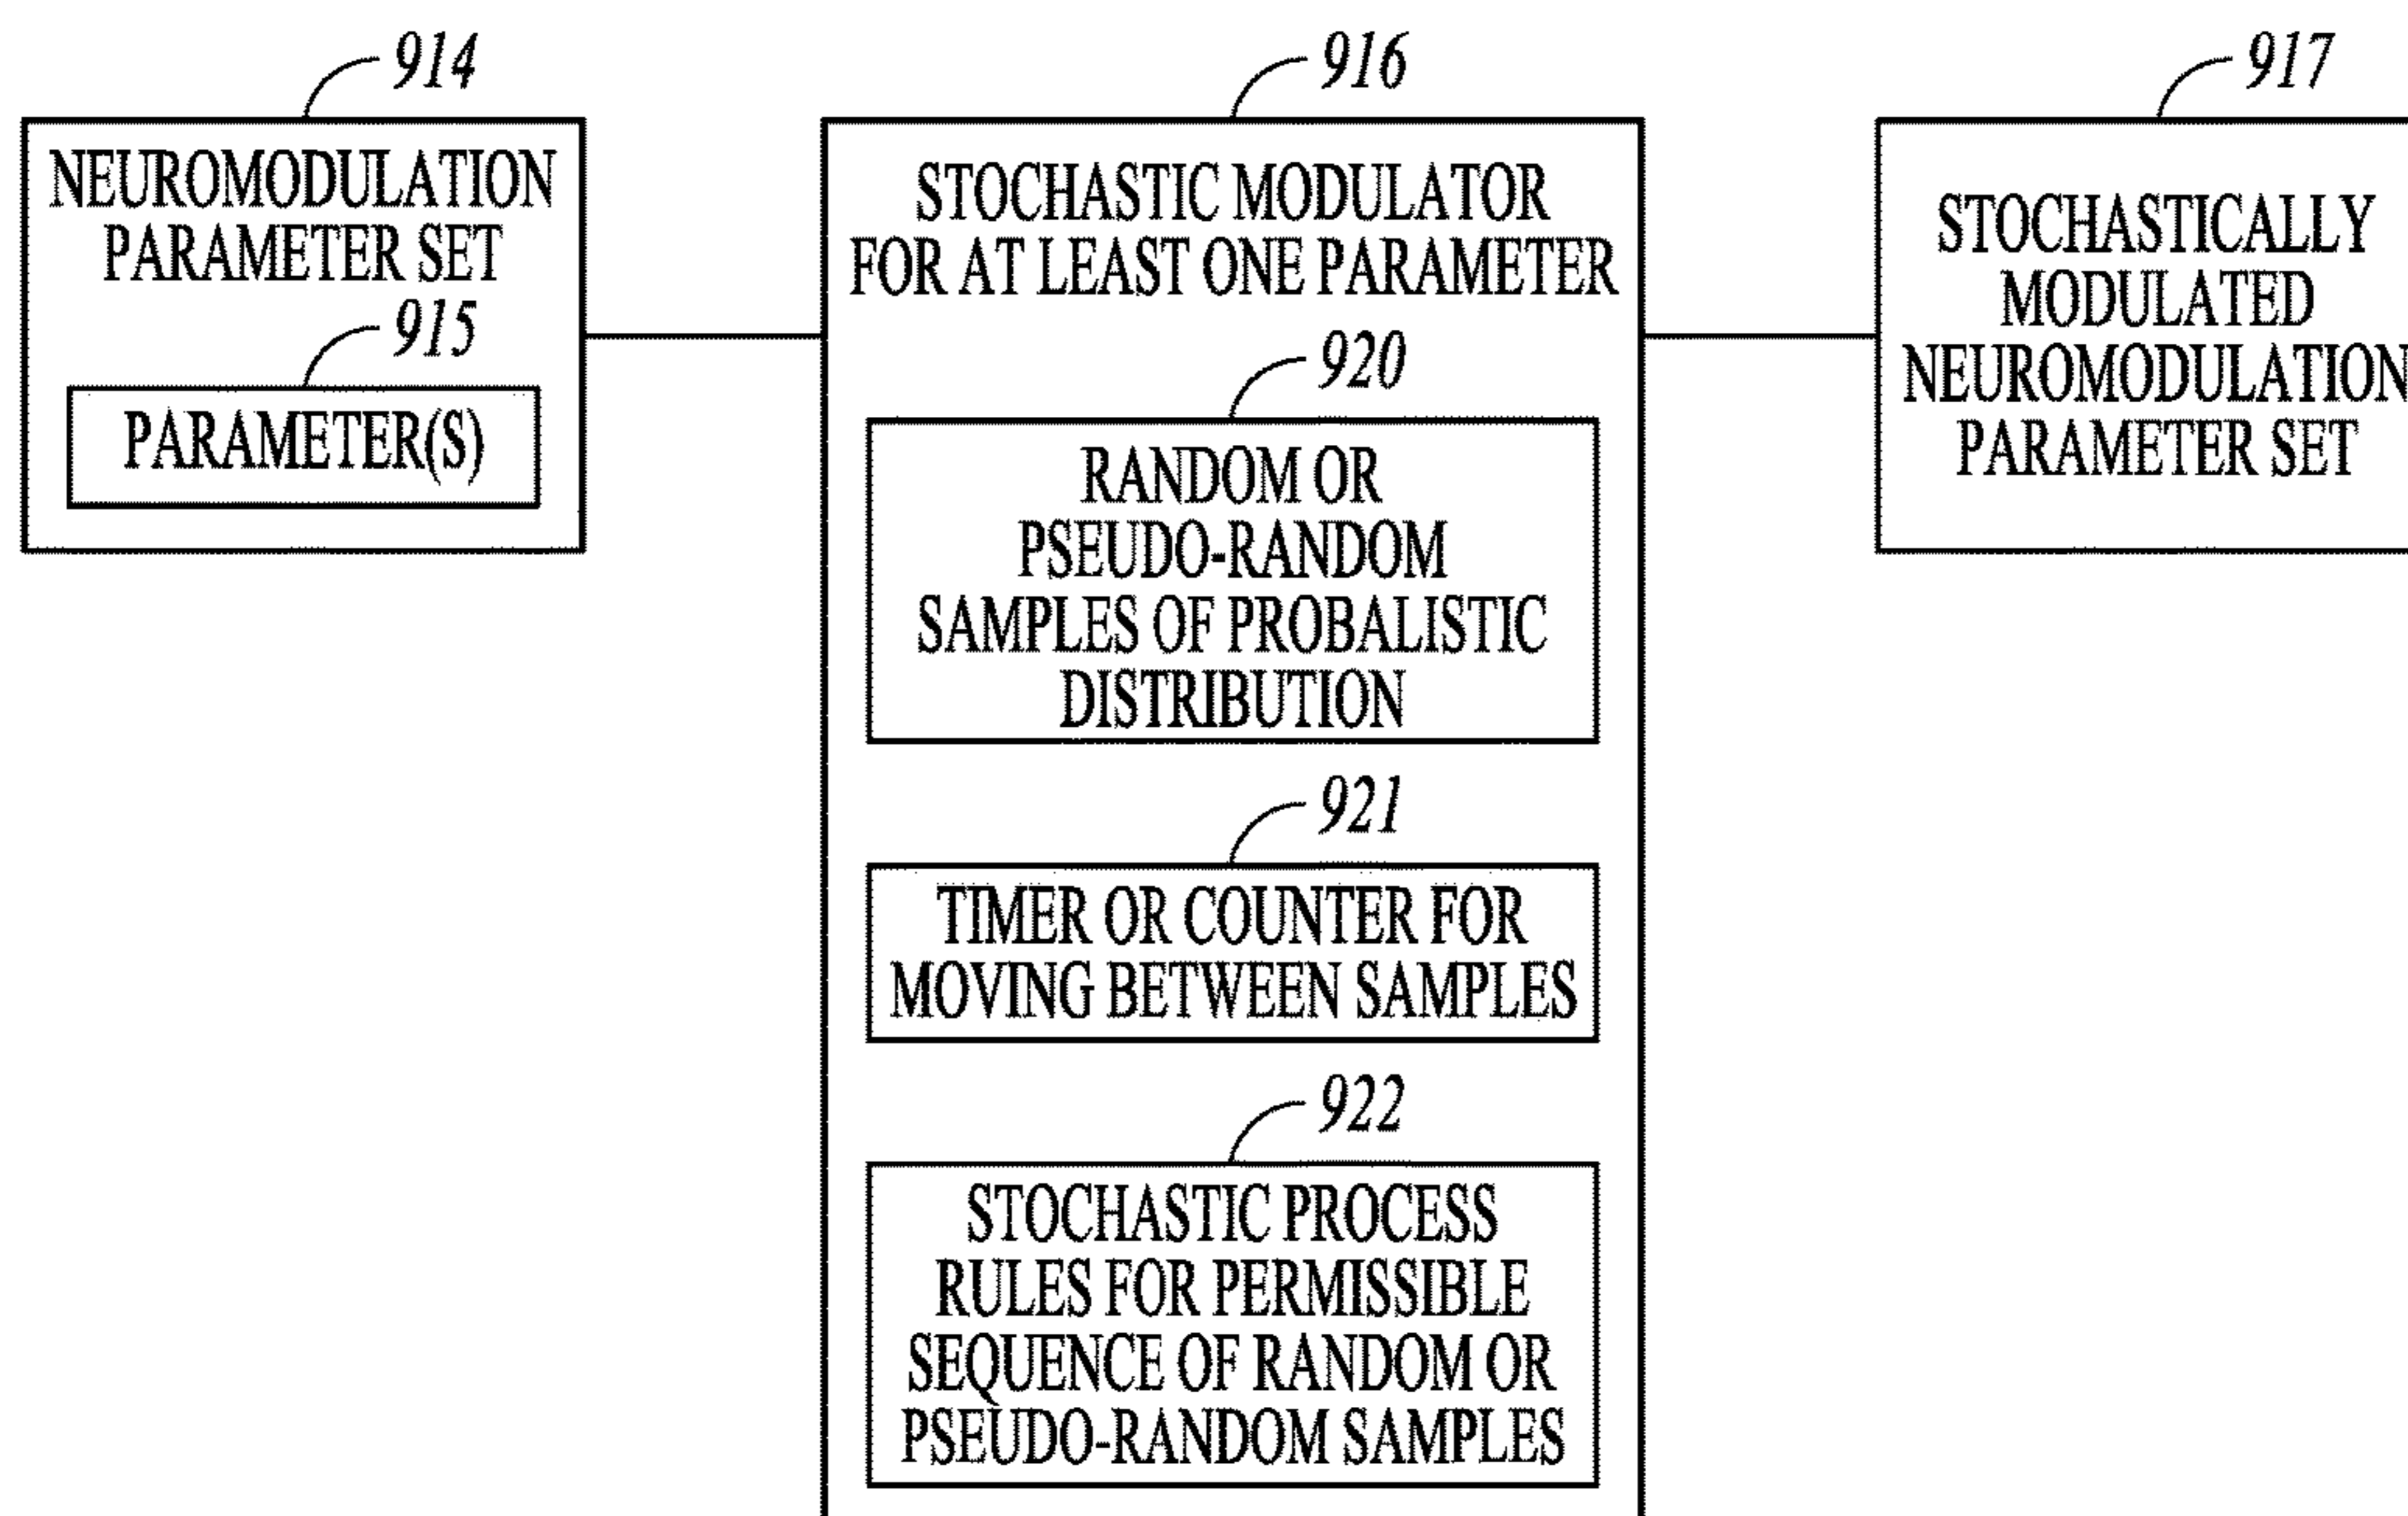 914
NEUROMODULATION
PARAMETER SET
915
PARAMETER(S)
916
STOCHASTIC MODULATOR
FOR AT LEAST ONE PARAMETER
920
RANDOM OR
PSEUDO-RANDOM
SAMPLES OF PROBALISTIC
DISTRIBUTION
921
TIMER OR COUNTER FOR
MOVING BETWEEN SAMPLES
922
STOCHASTIC PROCESS
RULES FOR PERMISSIBLE
SEQUENCE OF RANDOM OR
PSEUDO-RANDOM SAMPLES
917
STOCHASTICALLY
MODULATED
NEUROMODULATION
PARAMETER SET